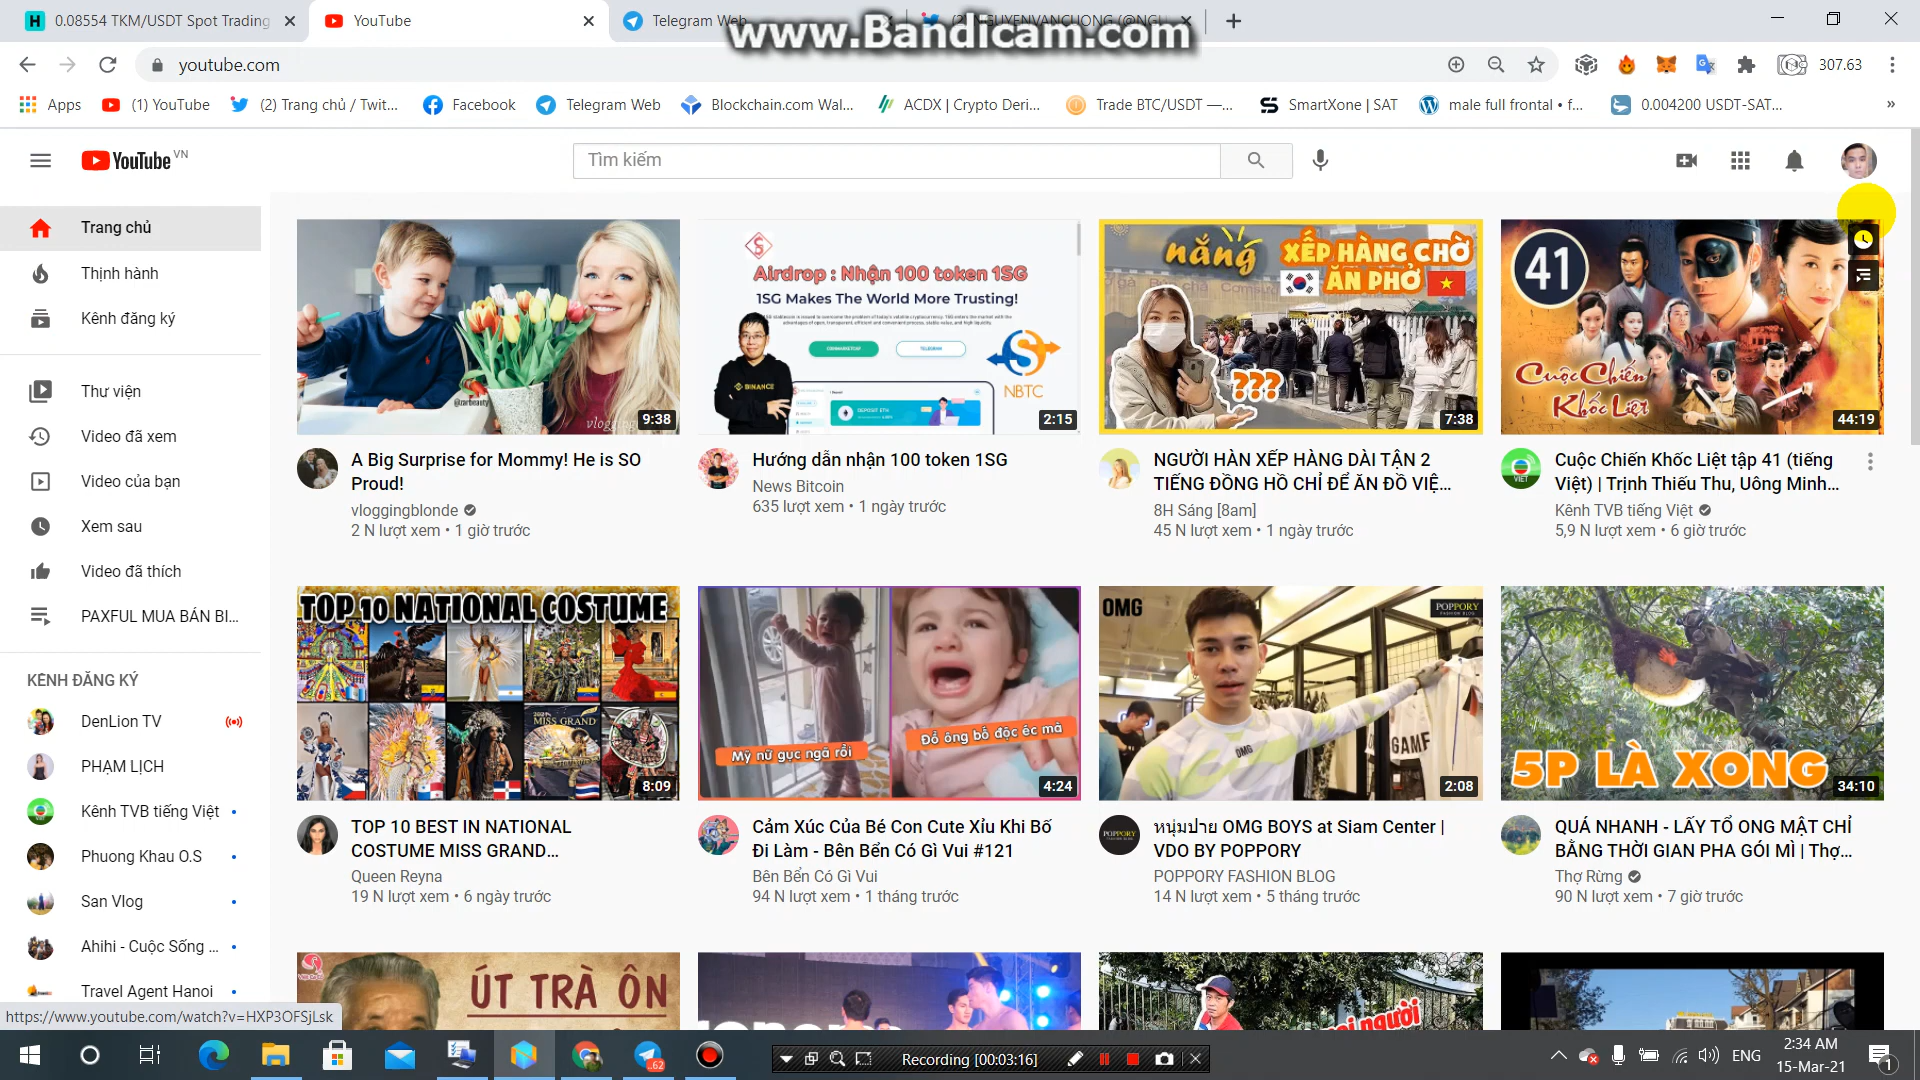 0.08554 TKM/USDT Spot Trading
YouTube
Telegram Web
www.Bandicam.com
youtube.com
307.63
Apps
(1) YouTube
(2) Trang chủ / Twit...
Facebook
Telegram Web
Blockchain.com Wal...
ACDX | Crypto Deri...
Trade BTC/USDT —...
SmartXone | SAT
male full frontal • f...
0.004200 USDT-SAT...
YouTube VN
Tìm kiếm
Trang chủ
Thịnh hành
Kênh đăng ký
Thư viện
Video đã xem
Video của bạn
Xem sau
Video đã thích
PAXFUL MUA BÁN BI...
KÊNH ĐĂNG KÝ
DenLion TV
PHẠM LỊCH
Kênh TVB tiếng Việt
Phuong Khau O.S
San Vlog
Ahihi - Cuộc Sống ...
Travel Agent Hanoi
https://www.youtube.com/watch?v=HXP3OFSjLsk
9:38
A Big Surprise for Mommy! He is SO
Proud!
vloggingblonde
2 N lượt xem • 1 giờ trước
Airdrop : Nhận 100 token 1SG
1SG Makes The World More Trusting!
COINMARKETCAP
TELEGRAM
BINANCE
DEPOSIT ETH
NBTC
2:15
Hướng dẫn nhận 100 token 1SG
News Bitcoin
635 lượt xem • 1 ngày trước
nắng XẾP HÀNG CHỜ
ĂN PHỞ
???
7:38
NGƯỜI HÀN XẾP HÀNG DÀI TẬN 2
TIẾNG ĐỒNG HỒ CHỈ ĐỂ ĂN ĐỒ VIỆ...
8H Sáng [8am]
45 N lượt xem • 1 ngày trước
41
Cuộc Chiến
Khốc Liệt
44:19
Cuộc Chiến Khốc Liệt tập 41 (tiếng
Việt) | Trịnh Thiếu Thu, Uông Minh...
Kênh TVB tiếng Việt
5,9 N lượt xem • 6 giờ trước
TOP 10 NATIONAL COSTUME
MISS GRAND
8:09
TOP 10 BEST IN NATIONAL
COSTUME MISS GRAND...
Queen Reyna
19 N lượt xem • 6 ngày trước
Mỹ nữ gục ngã rồi
Đồ ông bố độc éc mà
4:24
Cảm Xúc Của Bé Con Cute Xỉu Khi Bố
Đi Làm - Bên Bển Có Gì Vui #121
Bên Bển Có Gì Vui
94 N lượt xem • 1 tháng trước
OMG
POPPORY
OMG
GAMF
2:08
หนุ่มปาย OMG BOYS at Siam Center |
VDO BY POPPORY
POPPORY FASHION BLOG
14 N lượt xem • 5 tháng trước
5P LÀ XONG
34:10
QUÁ NHANH - LẤY TỔ ONG MẬT CHỈ
BẰNG THỜI GIAN PHA GÓI MÌ | Thợ...
Thợ Rừng
90 N lượt xem • 7 giờ trước
ÚT TRÀ ÔN
Recording [00:03:16]
62
ENG
2:34 AM
15-Mar-21
1